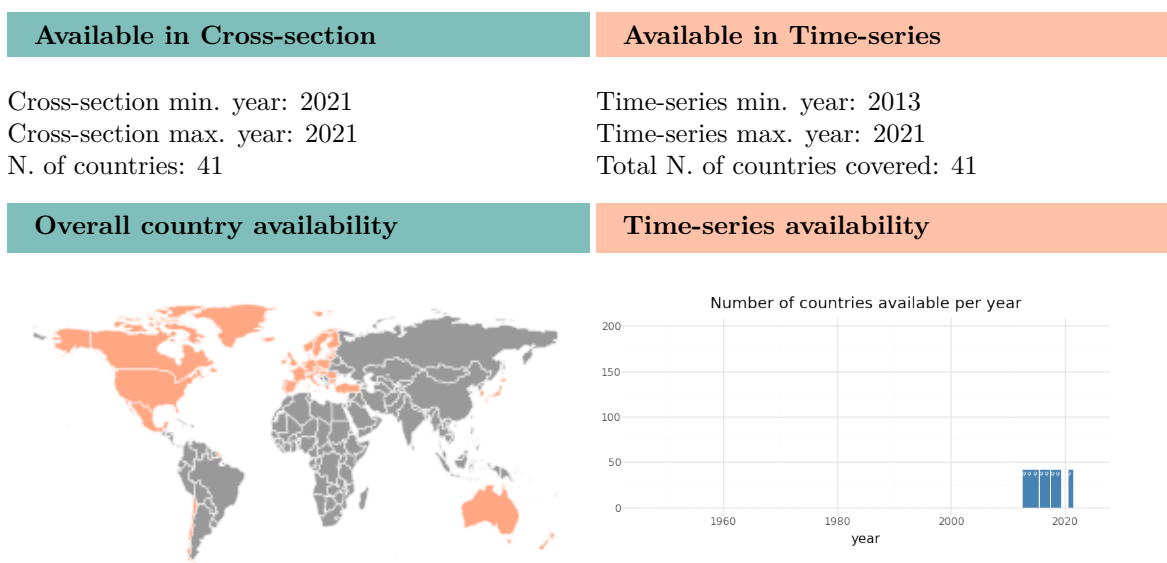 Available in Cross-section
Available in Time-series
Cross-section min. year: 2021
Cross-section max. year: 2021
N. of countries: 41
Time-series min. year: 2013
Time-series max. year: 2021
Total N. of countries covered: 41
Overall country availability
Time-series availability
Number of countries available per year
200
150
100
50
0
1960 1980 2000 2020
year